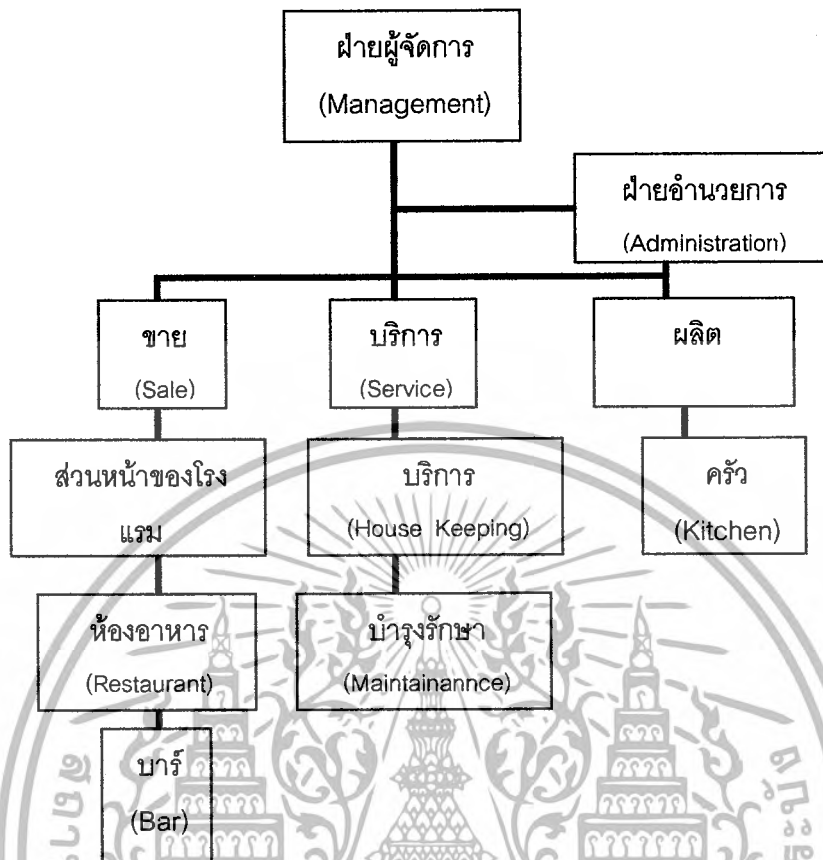 ฝ่ายผู้จัดการ
(Management)
ฝ่ายอำนวยการ
(Administration)
ขาย
(Sale)
บริการ
(Service)
ผลิต
ส่วนหน้าของโรง
แรม
บริการ
(House Keeping)
ครัว
(Kitchen)
ห้องอาหาร
(Restaurant)
บำรุงรักษา
(Maintainannce)
บาร์
(Bar)